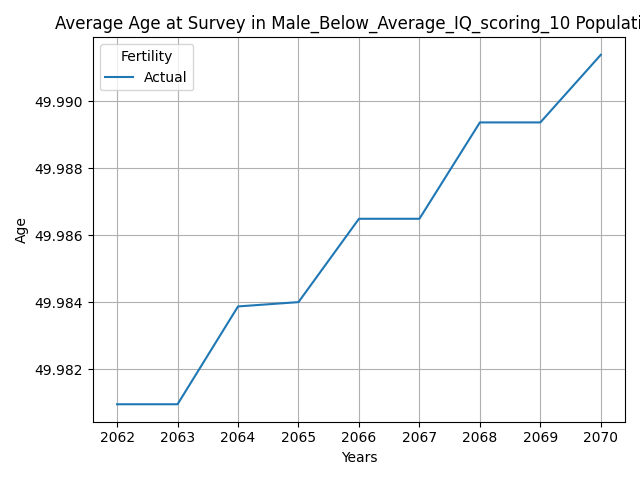 Average Age at Survey in Male_Below_Average_IQ_scoring_10 Populati
Fertility
Actual
49.990
49.988
49.986
49.984
49.982
Age
2062 2063 2064 2065 2066 2067 2068 2069 2070
Years